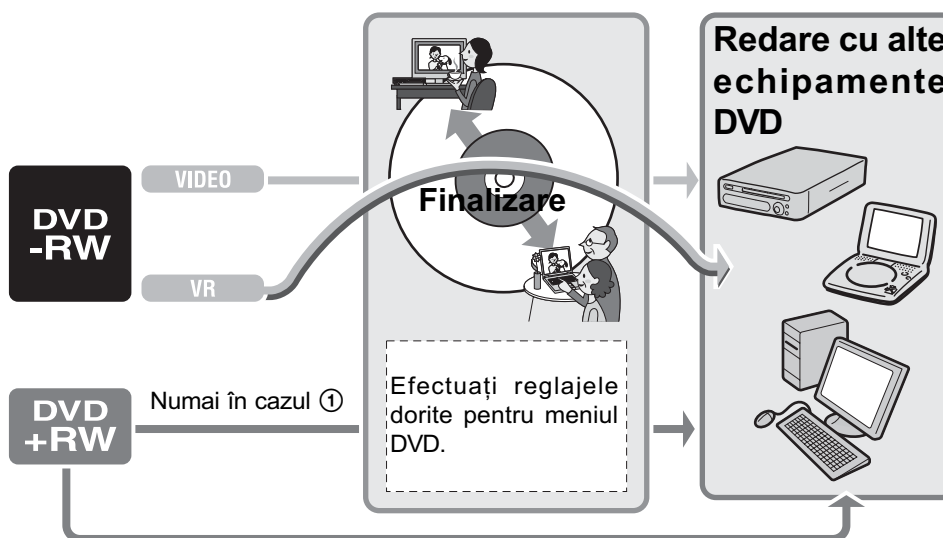 Redare cu alte
echipamente
DVD
VIDEO
DVD
-RW
Finalizare
VR
Efectuați reglajele
dorite pentru meniul
DVD.
Numai în cazul ①
DVD
+RW